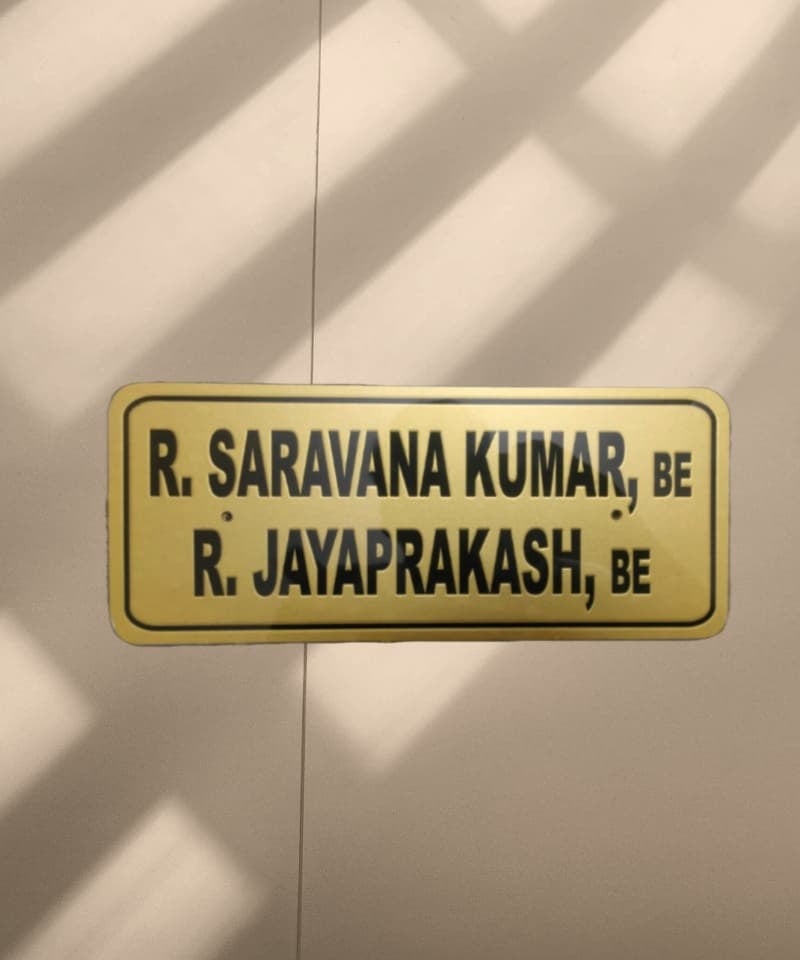 R. SARAVANA KUMAR, BE
R. JAYAPRAKASH, BE